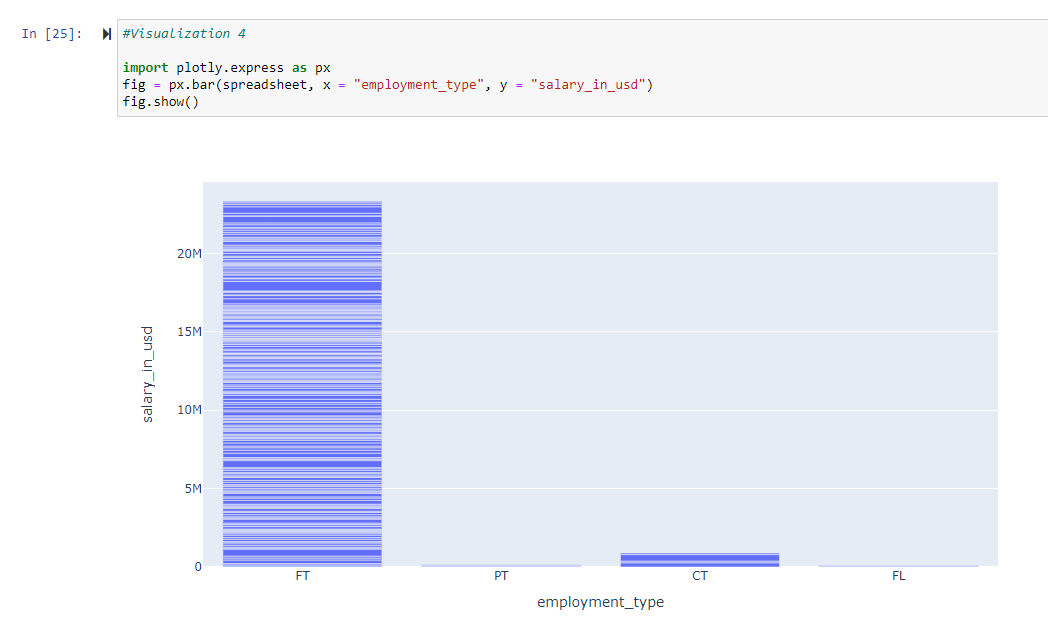 In [25]:
#Visualization 4
import plotly.express as px
fig = px.bar(spreadsheet, x = "employment_type", y = "salary_in_usd")
fig.show()
20M
15M
10M
5M
0
salary_in_usd
FT PT CT FL
employment_type